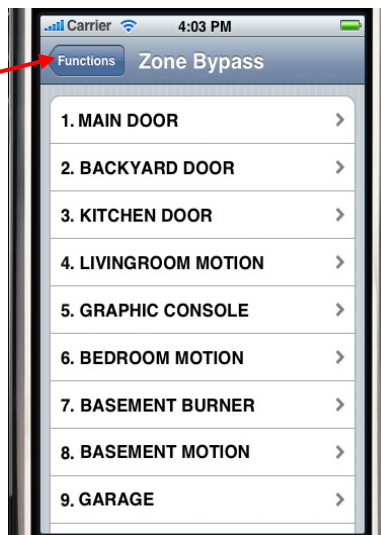 Carrier 4:03 PM
Functions Zone Bypass
1. MAIN DOOR
2. BACKYARD DOOR
3. KITCHEN DOOR
4. LIVINGROOM MOTION
5. GRAPHIC CONSOLE
6. BEDROOM MOTION
7. BASEMENT BURNER
8. BASEMENT MOTION
9. GARAGE